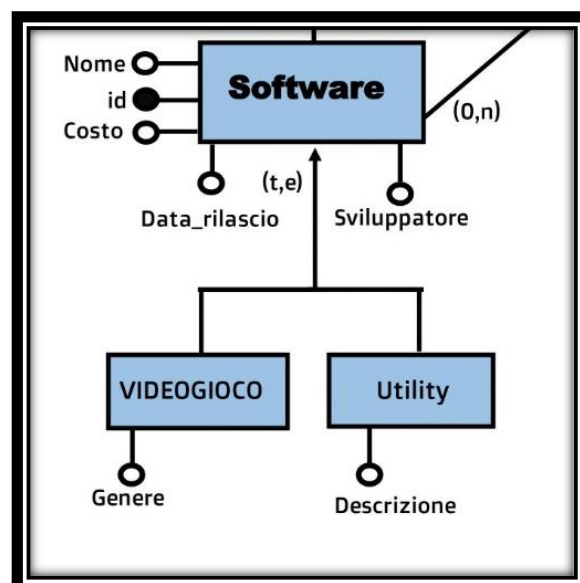 Nome
Software
id
Costo
(0,n)
(t,e)
Data_rilascio
Sviluppatore
VIDEOGIOCO
Utility
Genere
Descrizione